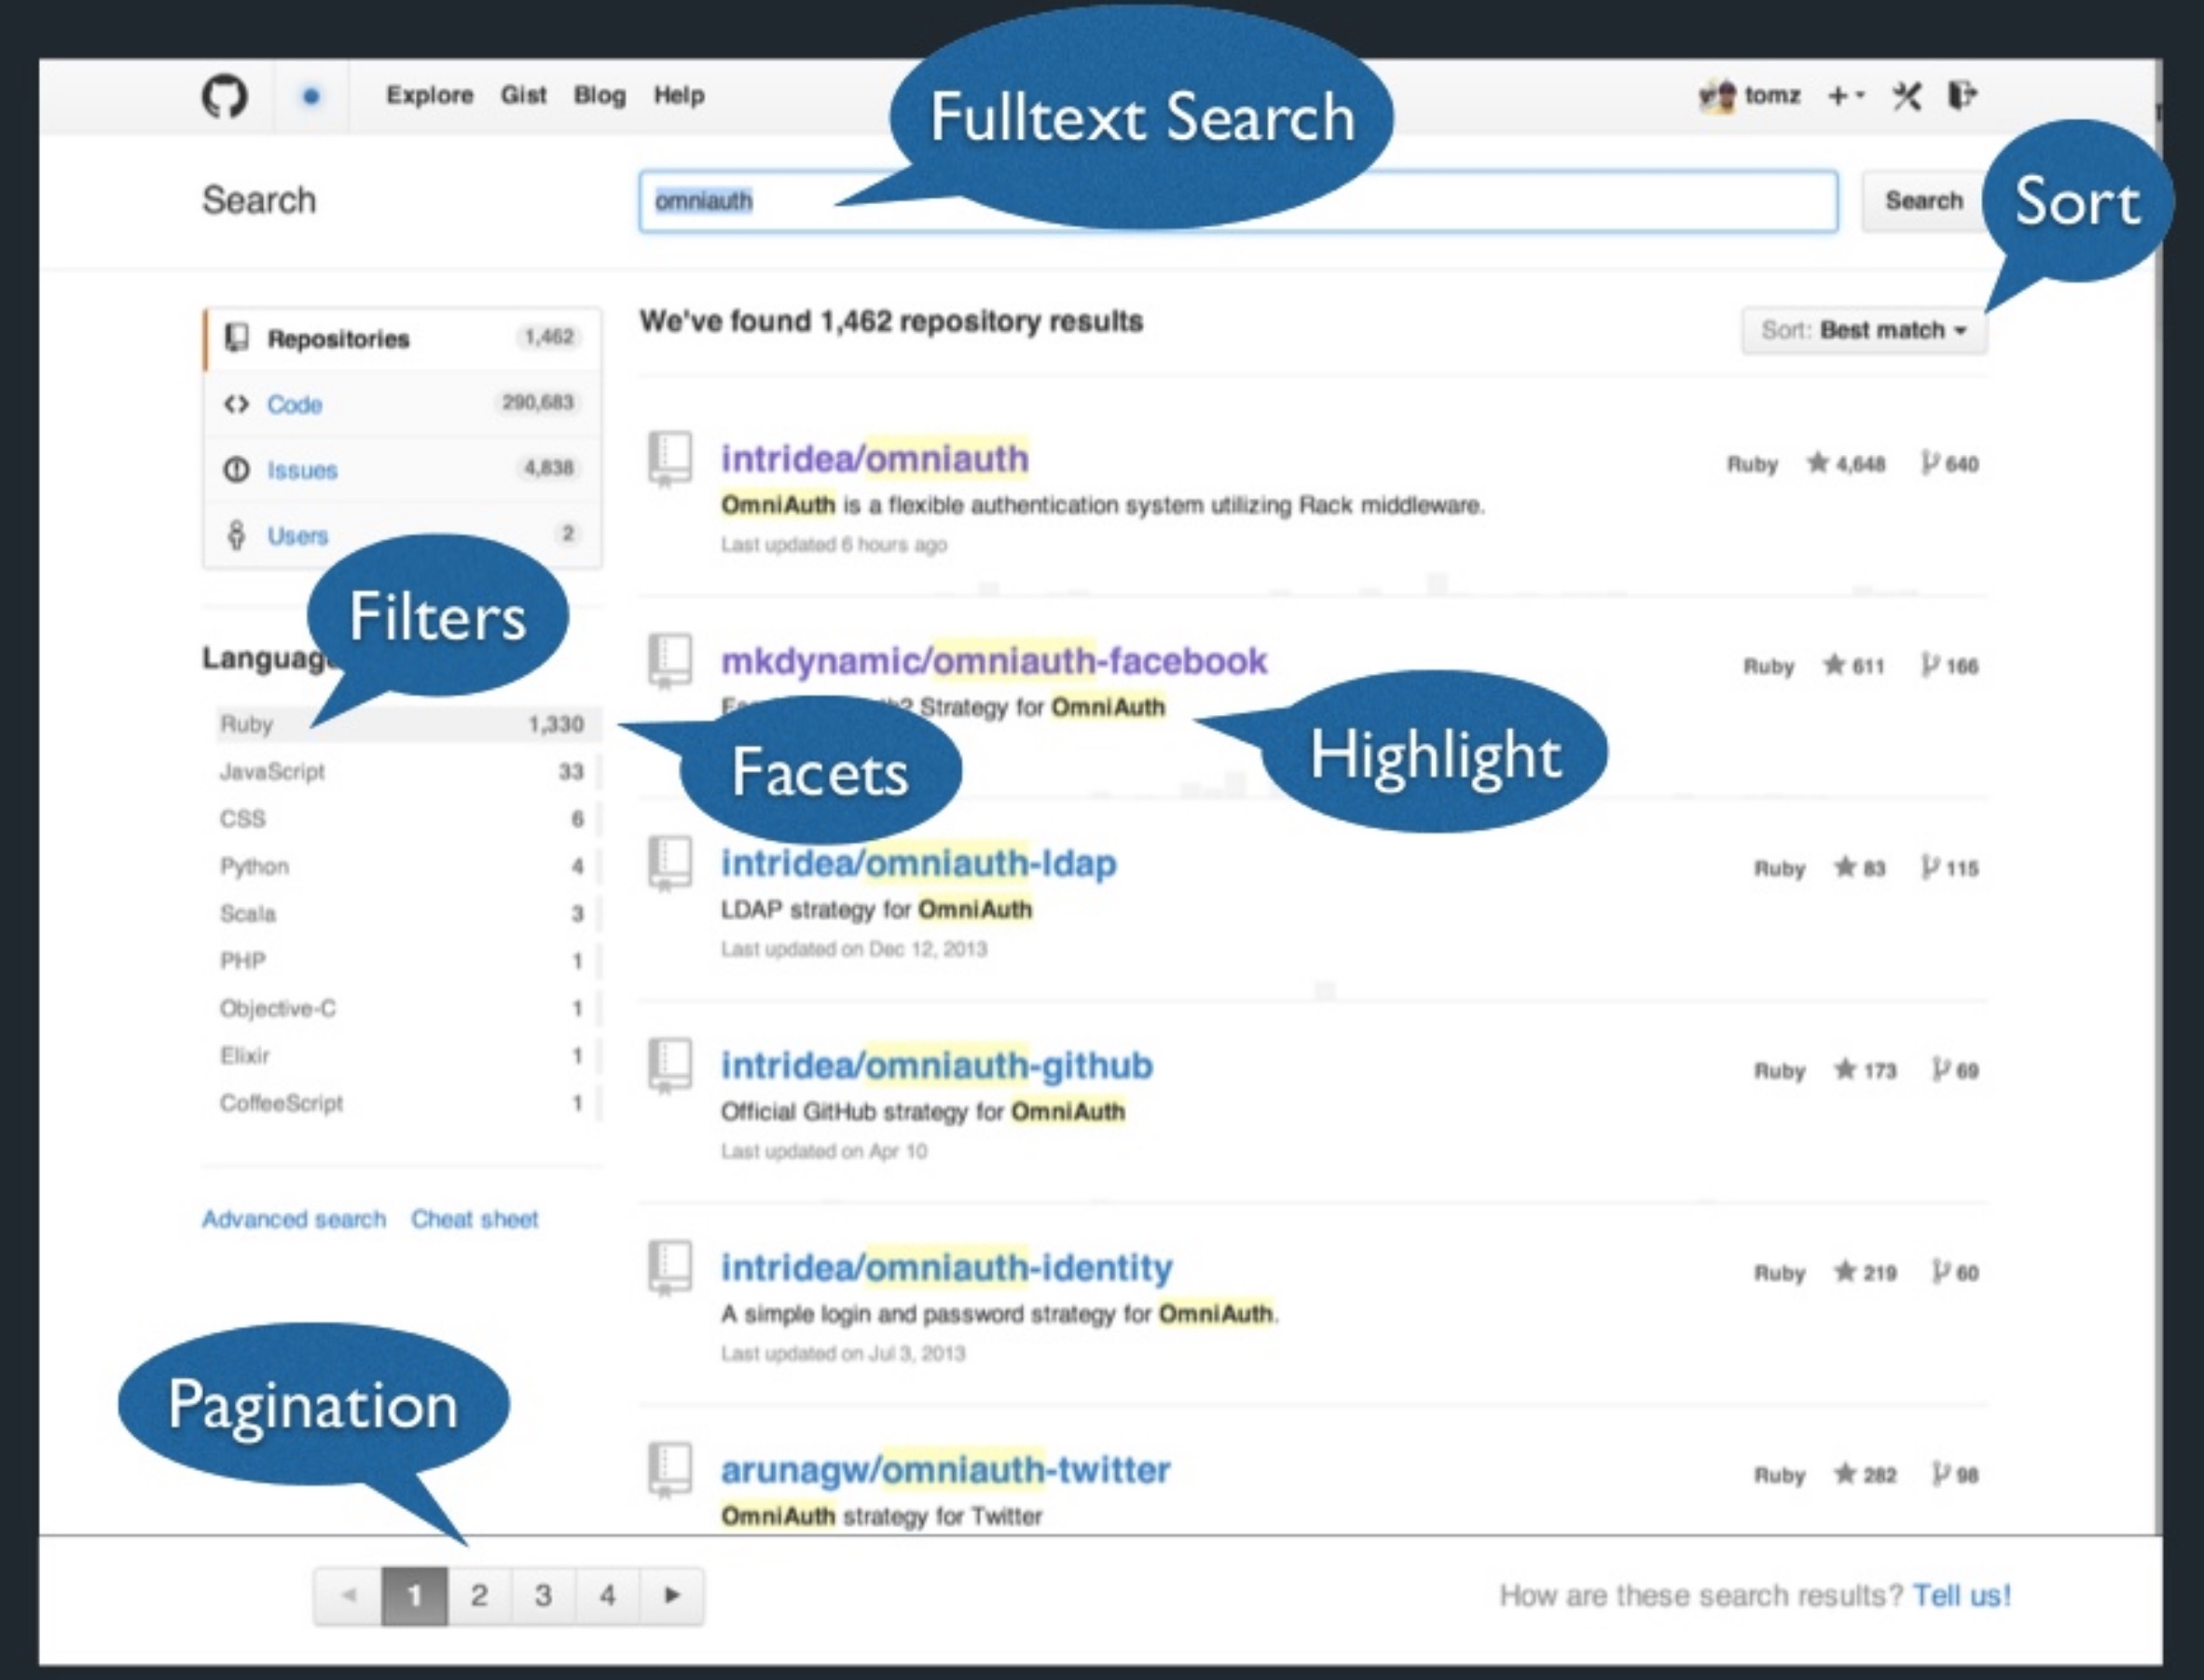 Explore Gist Blog Help
Fulltext Search
tomz
Search
omniauth
Search
Sort
Repositories 1,462
Code 290,683
Issues 4,838
Users 2
Filters
Ruby 1,330
JavaScript 33
CSS 6
Python 4
Scala 3
PHP 1
Objective-C 1
Elixir 1
CoffeeScript 1
Facets
Advanced search Cheat sheet
We've found 1,462 repository results
Sort: Best match
intridea/omniauth
Ruby 4,648 640
OmniAuth is a flexible authentication system utilizing Rack middleware.
Last updated 6 hours ago
mkdynamic/omniauth-facebook
Ruby 611 166
Strategy for OmniAuth
Highlight
intridea/omniauth-ldap
Ruby 83 115
LDAP strategy for OmniAuth
Last updated on Dec 12, 2013
intridea/omniauth-github
Ruby 173 69
Official GitHub strategy for OmniAuth
Last updated on Apr 10
intridea/omniauth-identity
Ruby 219 60
A simple login and password strategy for OmniAuth.
Last updated on Jul 3, 2013
arunagw/omniauth-twitter
Ruby 282 98
OmniAuth strategy for Twitter
Pagination
1 2 3 4
How are these search results? Tell us!